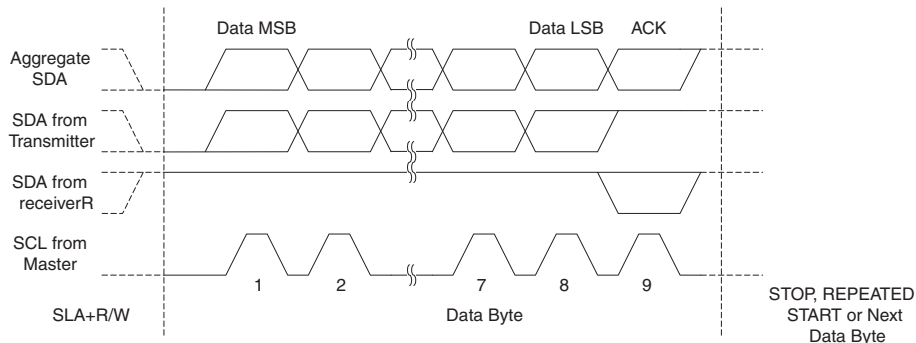 Data MSB
Data LSB
ACK
Aggregate
SDA
SDA from
Transmitter
SDA from
receiverR
SCL from
Master
1
2
7
8
9
SLA+R/W
Data Byte
STOP, REPEATED
START or Next
Data Byte